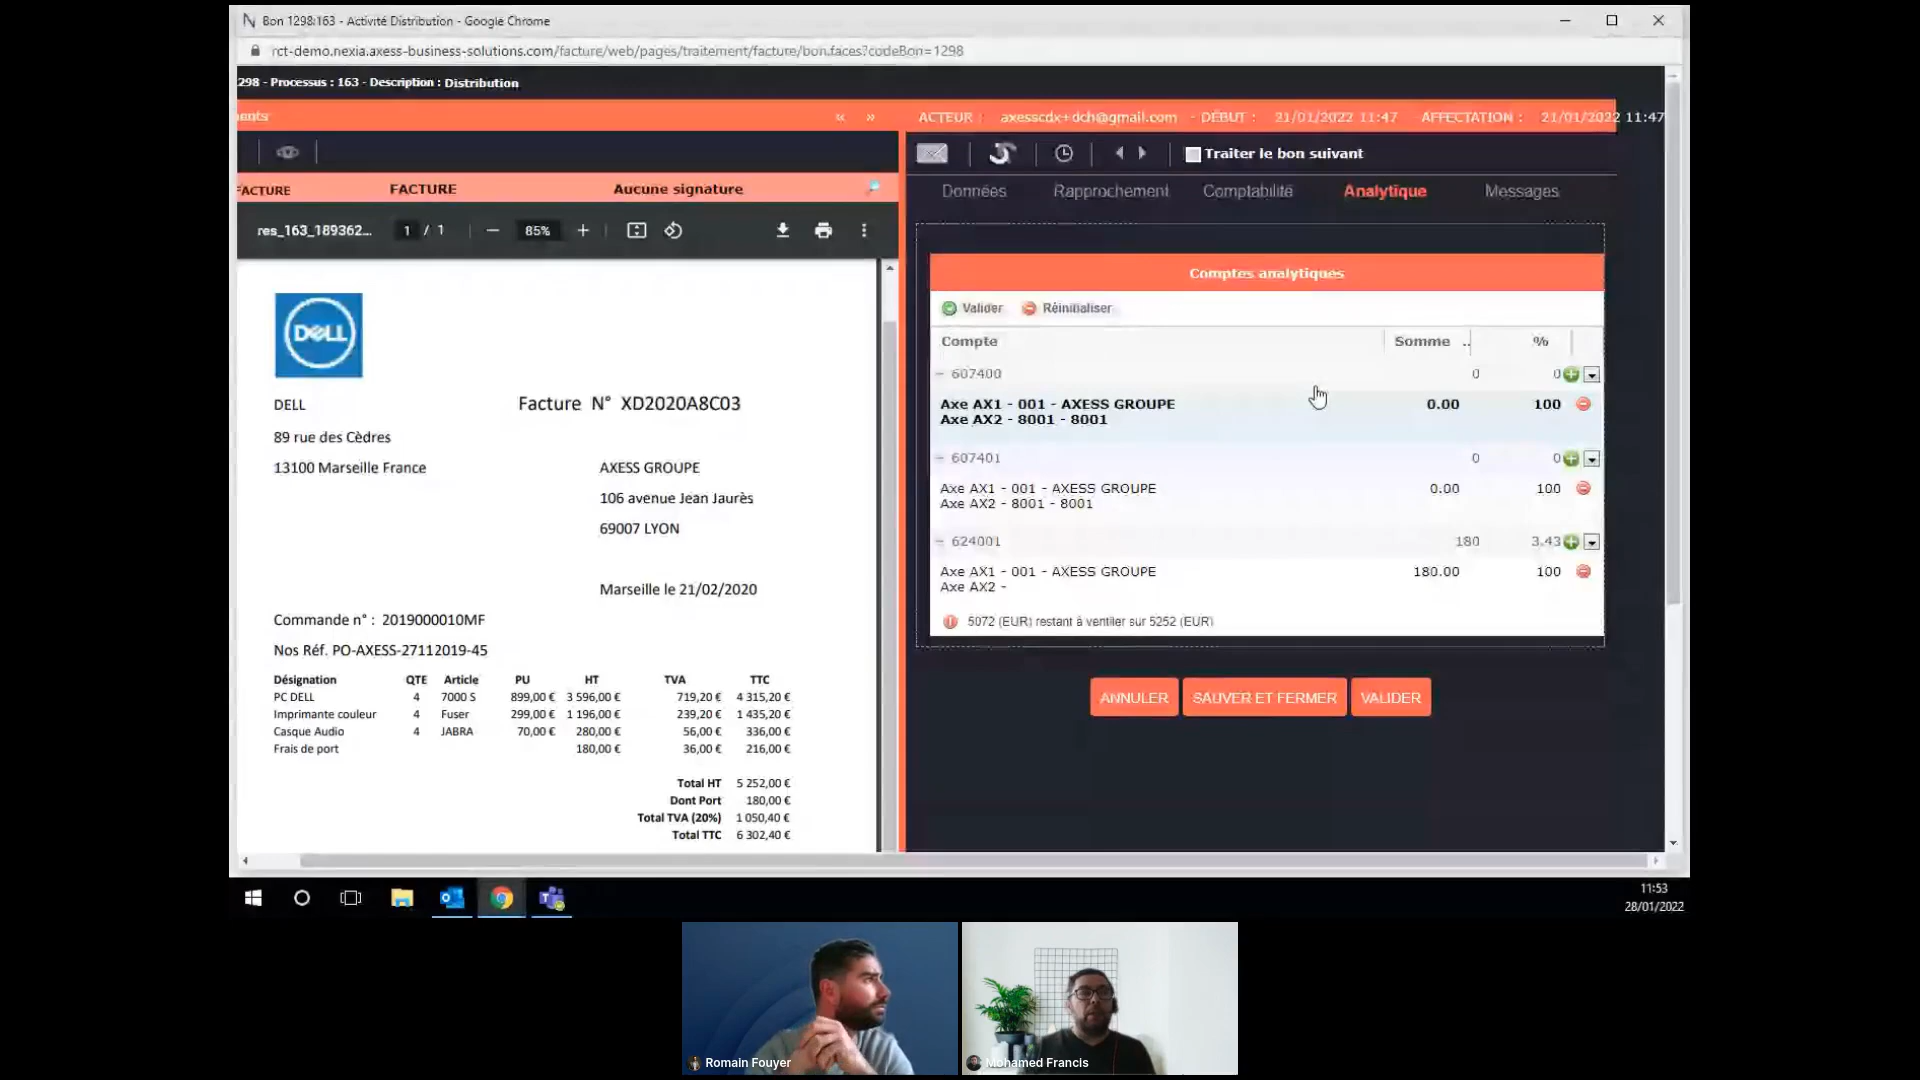 Bon 1298:163 - Activité Distribution - Google Chrome
rct-demo.nexia.axess-business-solutions.com/facture/web/pages/traitement/facture/bon.faces?codeBon=1298
298 - Processus : 163 - Description : Distribution
ents « »
FACTURE FACTURE Aucune signature
res_163_189362... 1 / 1 — 85% +
DELL
DELL
Facture N° XD2020A8C03
89 rue des Cèdres
13100 Marseille France
AXESS GROUPE
106 avenue Jean Jaurès
69007 LYON
Marseille le 21/02/2020
Commande n° : 2019000010MF
Nos Réf. PO-AXESS-27112019-45
Désignation QTE Article PU HT TVA TTC
PC DELL 4 7000 S 899,00 € 3 596,00 € 719,20 € 4 315,20 €
Imprimante couleur 4 Fuser 299,00 € 1 196,00 € 239,20 € 1 435,20 €
Casque Audio 4 JABRA 70,00 € 280,00 € 56,00 € 336,00 €
Frais de port 180,00 € 36,00 € 216,00 €
Total HT 5 252,00 €
Dont Port 180,00 €
Total TVA (20%) 1 050,40 €
Total TTC 6 302,40 €
ACTEUR : axesscdx+dch@gmail.com - DÉBUT : 21/01/2022 11:47 AFFECTATION : 21/01/2022 11:47
Traiter le bon suivant
Données Rapprochement Comptabilité Analytique Messages
Comptes analytiques
Valider Réinitialiser
Compte Somme .. %
607400 0 0
Axe AX1 - 001 - AXESS GROUPE 0.00 100
Axe AX2 - 8001 - 8001
607401 0 0
Axe AX1 - 001 - AXESS GROUPE 0.00 100
Axe AX2 - 8001 - 8001
624001 180 3.43
Axe AX1 - 001 - AXESS GROUPE 180.00 100
Axe AX2 -
5072 (EUR) restant à ventiler sur 5252 (EUR)
ANNULER SAUVER ET FERMER VALIDER
11:53
28/01/2022
Romain Fouyer
Mohamed Francis